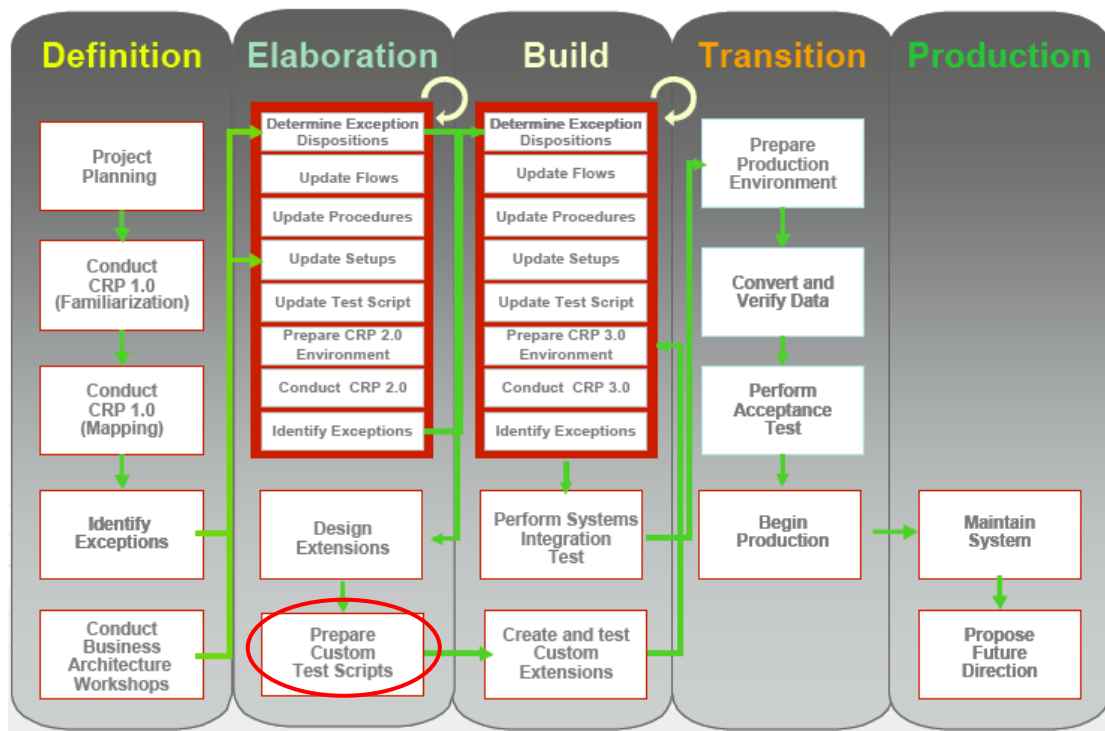 Definition
Project
Planning
Conduct
CRP 1.0
(Familiarization)
Conduct
CRP 1.0
(Mapping)
Identify
Exceptions
Conduct
Business
Architecture
Workshops
Elaboration
Determine Exception
Dispositions
Update Flows
Update Procedures
Update Setups
Update Test Script
Prepare CRP 2.0
Environment
Conduct CRP 2.0
Identify Exceptions
Design
Extensions
Prepare
Custom
Test Scripts
Build
Determine Exception
Dispositions
Update Flows
Update Procedures
Update Setups
Update Test Script
Prepare CRP 3.0
Environment
Conduct CRP 3.0
Identify Exceptions
Perform Systems
Integration
Test
Create and test
Custom
Extensions
Transition
Prepare
Production
Environment
Convert and
Verify Data
Perform
Acceptance
Test
Begin
Production
Production
Maintain
System
Propose
Future
Direction